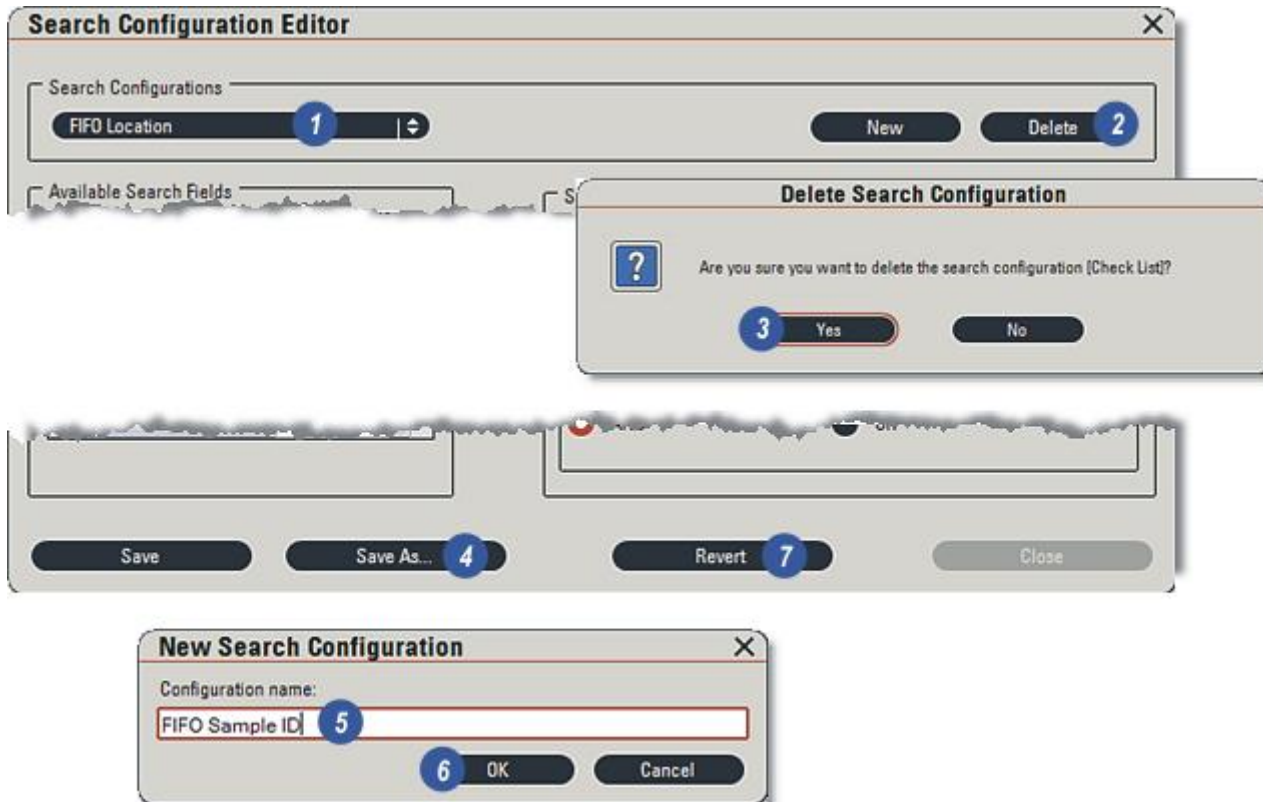 Search Configuration Editor
Search Configurations
FIFO Location 1
New
Delete 2
Available Search Fields
S
Delete Search Configuration
?
Are you sure you want to delete the search configuration [Check List]?
3 Yes
No
Save
Save As... 4
Revert 7
Close
New Search Configuration
Configuration name:
FIFO Sample ID 5
6 OK
Cancel